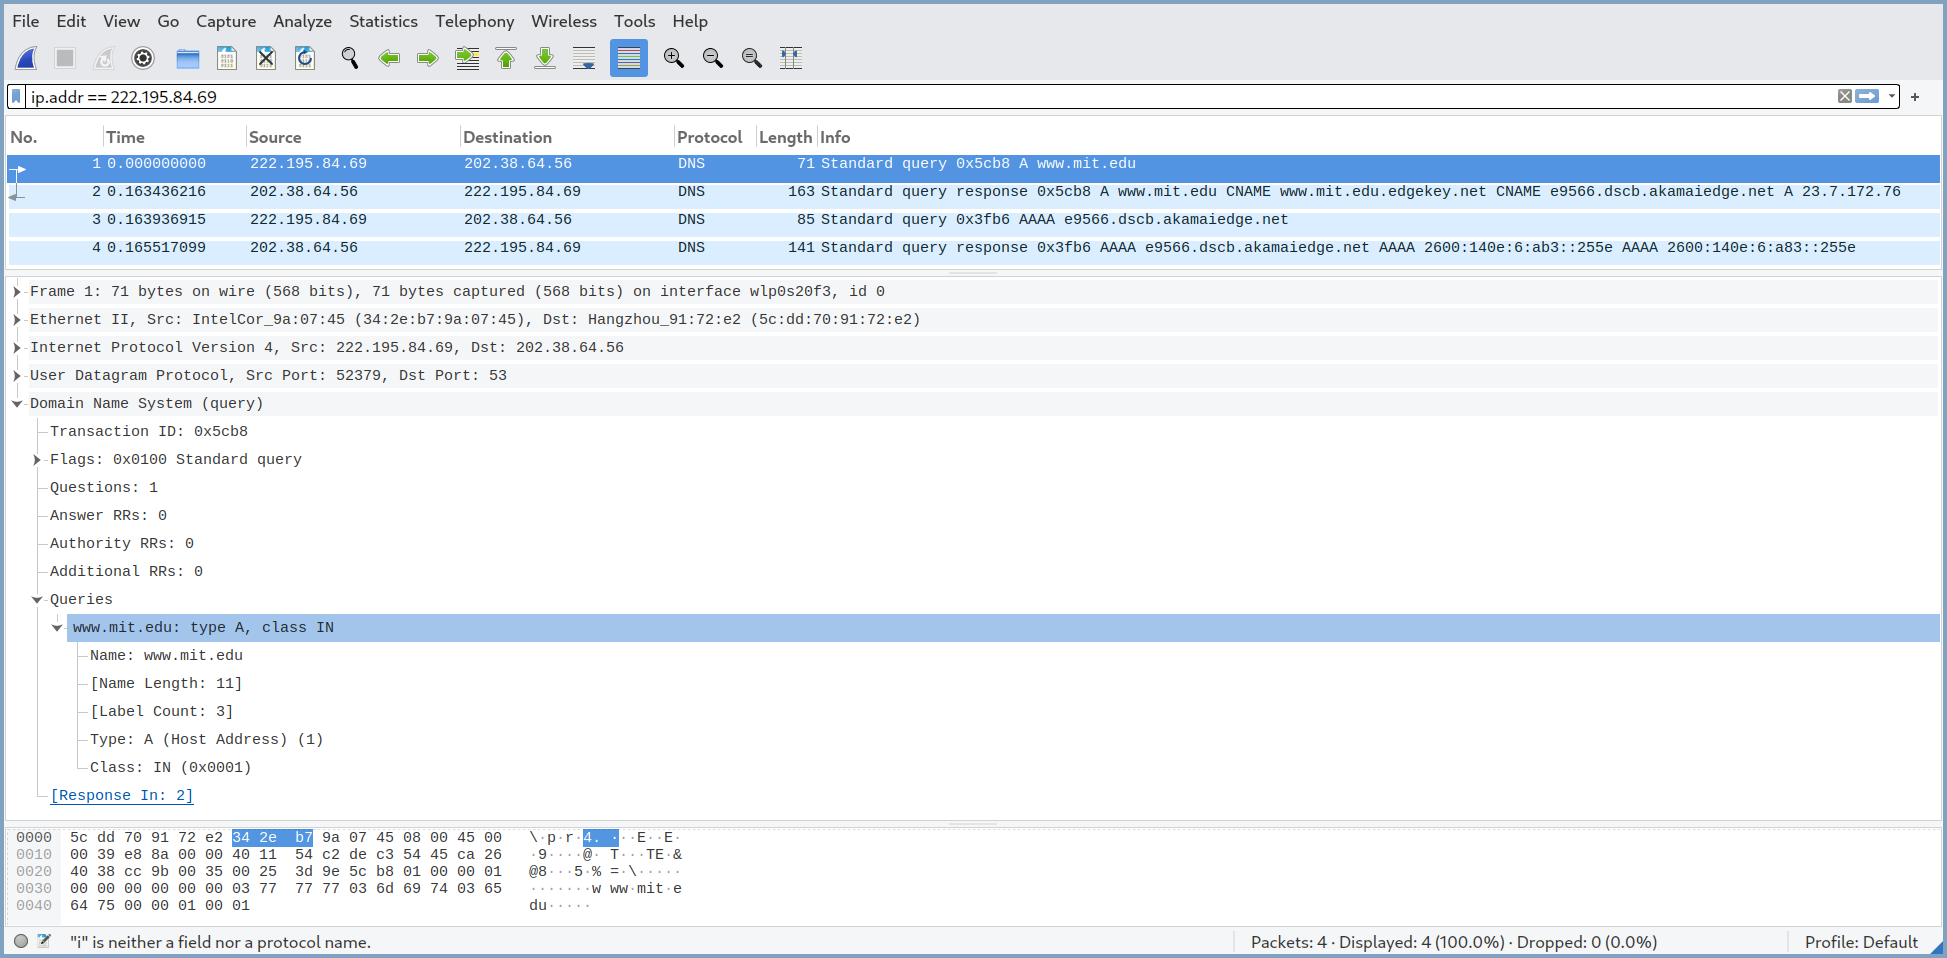 File Edit View Go Capture Analyze Statistics Telephony Wireless Tools Help
ip.addr == 222.195.84.69
+
No. Time Source Destination Protocol Length Info
1 0.000000000 222.195.84.69 202.38.64.56 DNS 71 Standard query 0x5cb8 A www.mit.edu
2 0.163436216 202.38.64.56 222.195.84.69 DNS 163 Standard query response 0x5cb8 A www.mit.edu CNAME www.mit.edu.edgekey.net CNAME e9566.dscb.akamaiedge.net A 23.7.172.76
3 0.163936915 222.195.84.69 202.38.64.56 DNS 85 Standard query 0x3fb6 AAAA e9566.dscb.akamaiedge.net
4 0.165517099 202.38.64.56 222.195.84.69 DNS 141 Standard query response 0x3fb6 AAAA e9566.dscb.akamaiedge.net AAAA 2600:140e:6:ab3::255e AAAA 2600:140e:6:a83::255e
Frame 1: 71 bytes on wire (568 bits), 71 bytes captured (568 bits) on interface wlp0s20f3, id 0
Ethernet II, Src: IntelCor_9a:07:45 (34:2e:b7:9a:07:45), Dst: Hangzhou_91:72:e2 (5c:dd:70:91:72:e2)
Internet Protocol Version 4, Src: 222.195.84.69, Dst: 202.38.64.56
User Datagram Protocol, Src Port: 52379, Dst Port: 53
Domain Name System (query)
Transaction ID: 0x5cb8
Flags: 0x0100 Standard query
Questions: 1
Answer RRs: 0
Authority RRs: 0
Additional RRs: 0
Queries
www.mit.edu: type A, class IN
Name: www.mit.edu
[Name Length: 11]
[Label Count: 3]
Type: A (Host Address) (1)
Class: IN (0x0001)
[Response In: 2]
0000 5c dd 70 91 72 e2 34 2e b7 9a 07 45 08 00 45 00 \·p·r·4. ···E··E·
0010 00 39 e8 8a 00 00 40 11 54 c2 de c3 54 45 ca 26 ·9····@· T···TE·&
0020 40 38 cc 9b 00 35 00 25 3d 9e 5c b8 01 00 00 01 @8···5·% =·\·····
0030 00 00 00 00 00 00 03 77 77 77 03 6d 69 74 03 65 ·······w ww·mit·e
0040 64 75 00 00 01 00 01 du·····
"i" is neither a field nor a protocol name. Packets: 4 · Displayed: 4 (100.0%) · Dropped: 0 (0.0%) Profile: Default